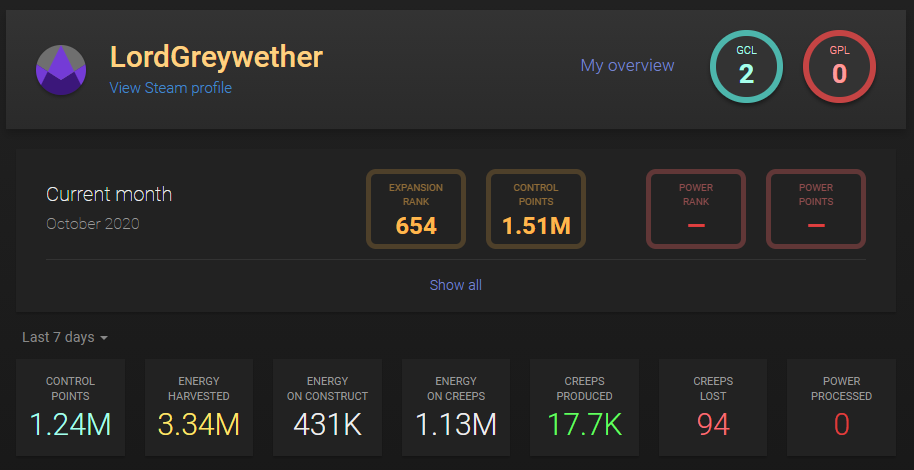 LordGreywether
View Steam profile
My overview
GCL
2
GPL
0
Current month
October 2020
EXPANSION
RANK
654
CONTROL
POINTS
1.51M
POWER
RANK
—
POWER
POINTS
—
Show all
Last 7 days
CONTROL
POINTS
1.24M
ENERGY
HARVESTED
3.34M
ENERGY
ON CONSTRUCT
431K
ENERGY
ON CREEPS
1.13M
CREEPS
PRODUCED
17.7K
CREEPS
LOST
94
POWER
PROCESSED
0